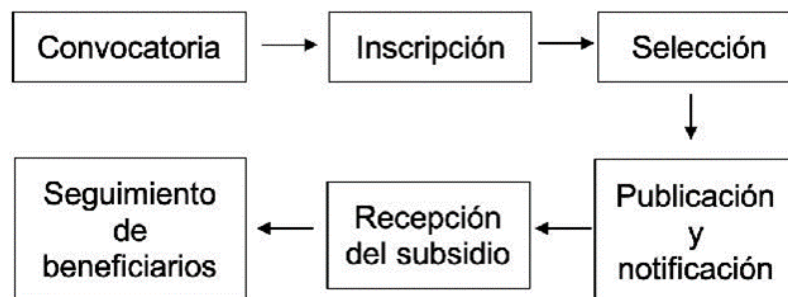 Convocatoria
Inscripción
Selección
Publicación
y
notificación
Recepción
del subsidio
Seguimiento
de
beneficiarios